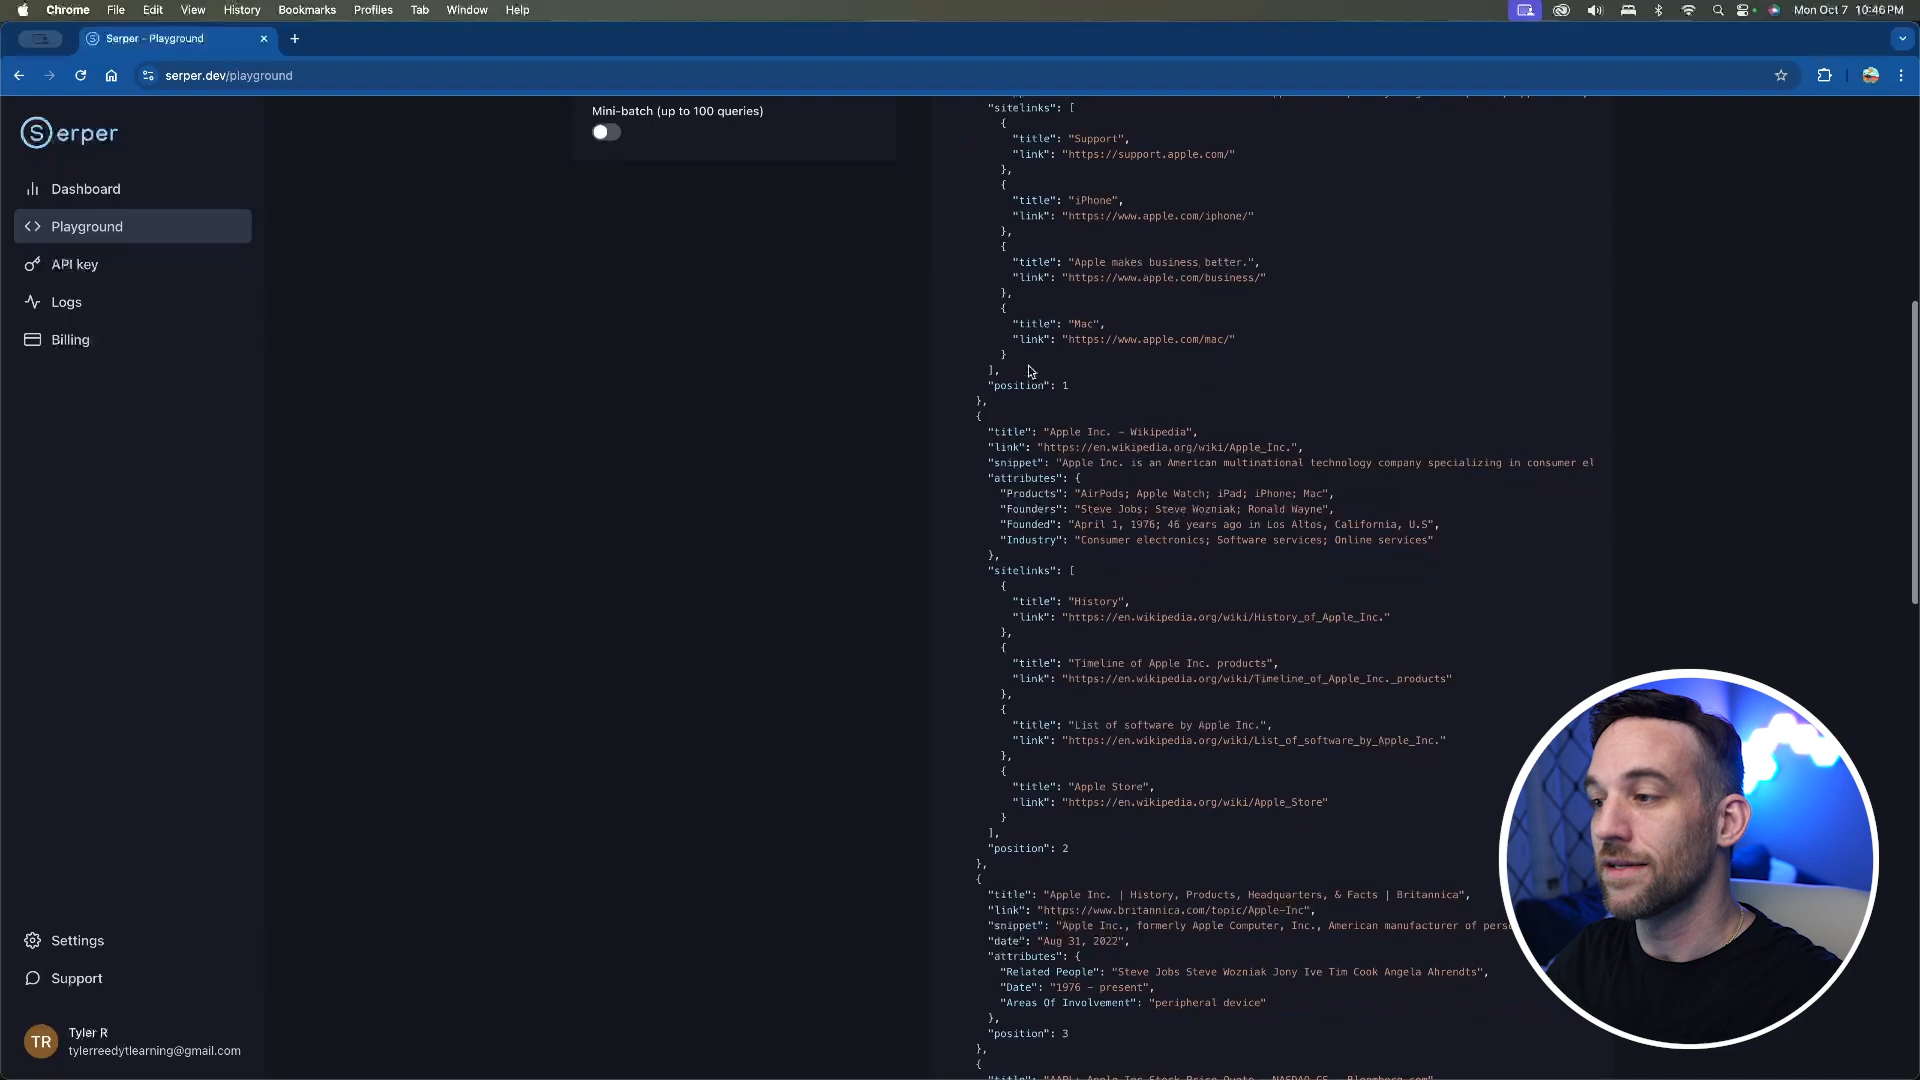 Chrome File Edit View History Bookmarks Profiles Tab Window Help Mon Oct 7 10:46 PM
Serper - Playground
serper.dev/playground
Serper
Dashboard
Playground
API key
Logs
Billing
Settings
Support
TR
Tyler R
tylerreedytlearning@gmail.com
Mini-batch (up to 100 queries)
"sitelinks": [
{
"title": "Support",
"link": "https://support.apple.com/"
},
{
"title": "iPhone",
"link": "https://www.apple.com/iphone/"
},
{
"title": "Apple makes business better.",
"link": "https://www.apple.com/business/"
},
{
"title": "Mac",
"link": "https://www.apple.com/mac/"
}
],
"position": 1
},
{
"title": "Apple Inc. - Wikipedia",
"link": "https://en.wikipedia.org/wiki/Apple_Inc.",
"snippet": "Apple Inc. is an American multinational technology company specializing in consumer el
"attributes": {
"Products": "AirPods; Apple Watch; iPad; iPhone; Mac",
"Founders": "Steve Jobs; Steve Wozniak; Ronald Wayne",
"Founded": "April 1, 1976; 46 years ago in Los Altos, California, U.S",
"Industry": "Consumer electronics; Software services; Online services"
},
"sitelinks": [
{
"title": "History",
"link": "https://en.wikipedia.org/wiki/History_of_Apple_Inc."
},
{
"title": "Timeline of Apple Inc. products",
"link": "https://en.wikipedia.org/wiki/Timeline_of_Apple_Inc._products"
},
{
"title": "List of software by Apple Inc.",
"link": "https://en.wikipedia.org/wiki/List_of_software_by_Apple_Inc."
},
{
"title": "Apple Store",
"link": "https://en.wikipedia.org/wiki/Apple_Store"
}
],
"position": 2
},
{
"title": "Apple Inc. | History, Products, Headquarters, & Facts | Britannica",
"link": "https://www.britannica.com/topic/Apple-Inc",
"snippet": "Apple Inc., formerly Apple Computer, Inc., American manufacturer of pers
"date": "Aug 31, 2022",
"attributes": {
"Related People": "Steve Jobs Steve Wozniak Jony Ive Tim Cook Angela Ahrendts",
"Date": "1976 - present",
"Areas Of Involvement": "peripheral device"
},
"position": 3
},
{